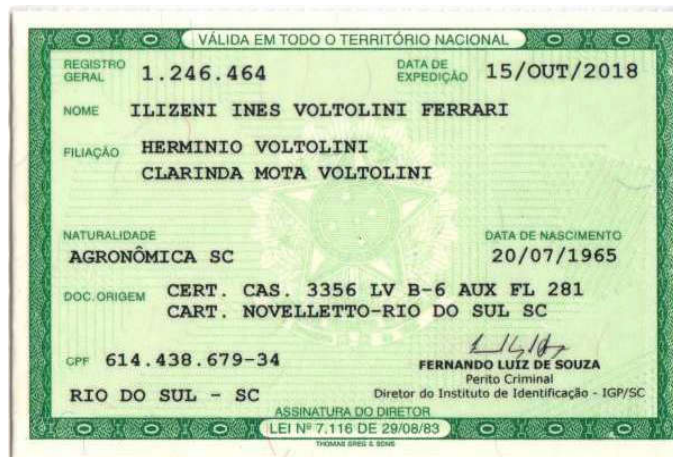 VÁLIDA EM TODO O TERRITÓRIO NACIONAL
REGISTRO GERAL 1.246.464 DATA DE EXPEDIÇÃO 15/OUT/2018
NOME ILIZENI INES VOLTOLINI FERRARI
FILIAÇÃO HERMINIO VOLTOLINI
CLARINDA MOTA VOLTOLINI
NATURALIDADE DATA DE NASCIMENTO
AGRONÔMICA SC 20/07/1965
DOC.ORIGEM CERT. CAS. 3356 LV B-6 AUX FL 281
CART. NOVELLETTO-RIO DO SUL SC
CPF 614.438.679-34
FERNANDO LUIZ DE SOUZA
Perito Criminal
RIO DO SUL - SC Diretor do Instituto de Identificação - IGP/SC
ASSINATURA DO DIRETOR
LEI Nº 7.116 DE 29/08/83
THOMAS GREG & SONS